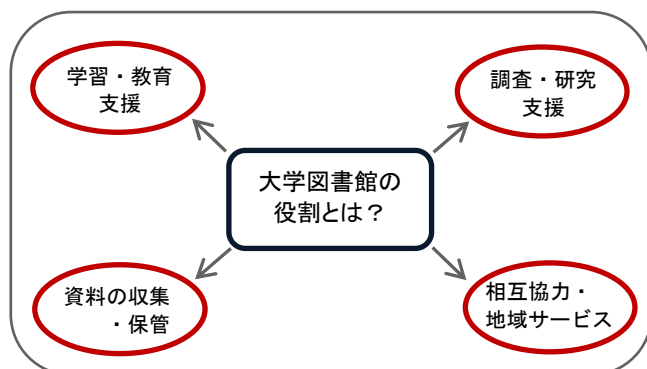 学習・教育
支援
調査・研究
支援
大学図書館の
役割とは？
資料の収集
・保管
相互協力・
地域サービス